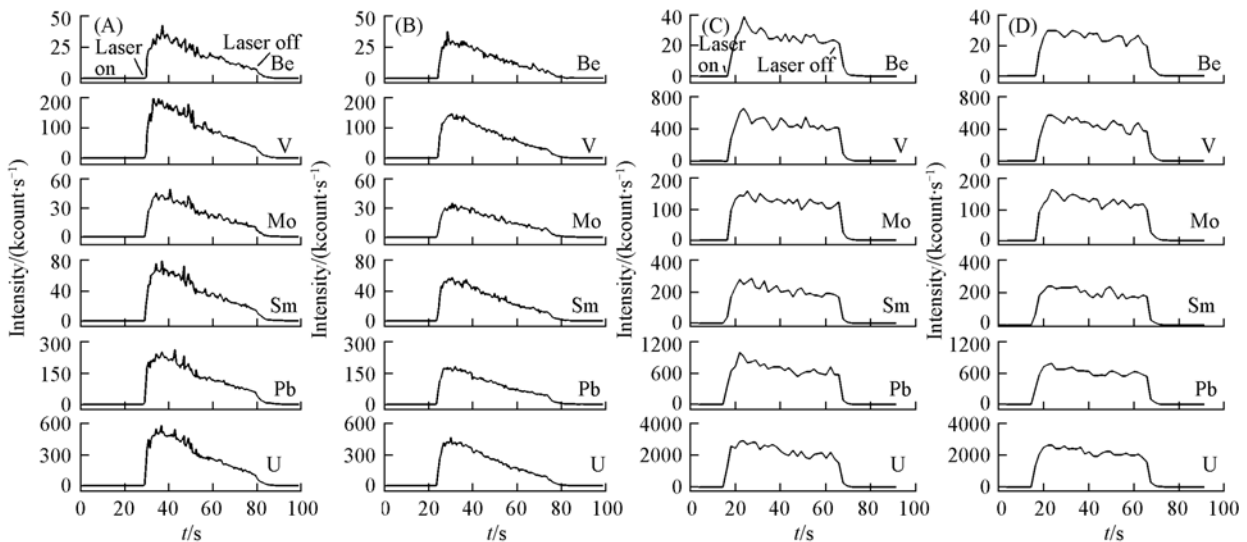 (A)
50
25
0
Laser on
Laser off
Be
200
100
0
V
60
30
0
Mo
80
40
0
Sm
300
150
0
Pb
600
300
0
U
0 20 40 60 80 100
t/s
Intensity/(kcount·s⁻¹)
(B)
50
25
0
Be
200
100
0
V
60
30
0
Mo
80
40
0
Sm
300
150
0
Pb
600
300
0
U
0 20 40 60 80 100
t/s
Intensity/(kcount·s⁻¹)
(C)
40
20
0
Laser on
Laser off
Be
800
400
0
V
200
100
0
Mo
400
200
0
Sm
1200
600
0
Pb
4000
2000
0
U
0 20 40 60 80 100
t/s
Intensity/(kcount·s⁻¹)
(D)
40
20
0
Be
800
400
0
V
200
100
0
Mo
400
200
0
Sm
1200
600
0
Pb
4000
2000
0
U
0 20 40 60 80 100
t/s
Intensity/(kcount·s⁻¹)